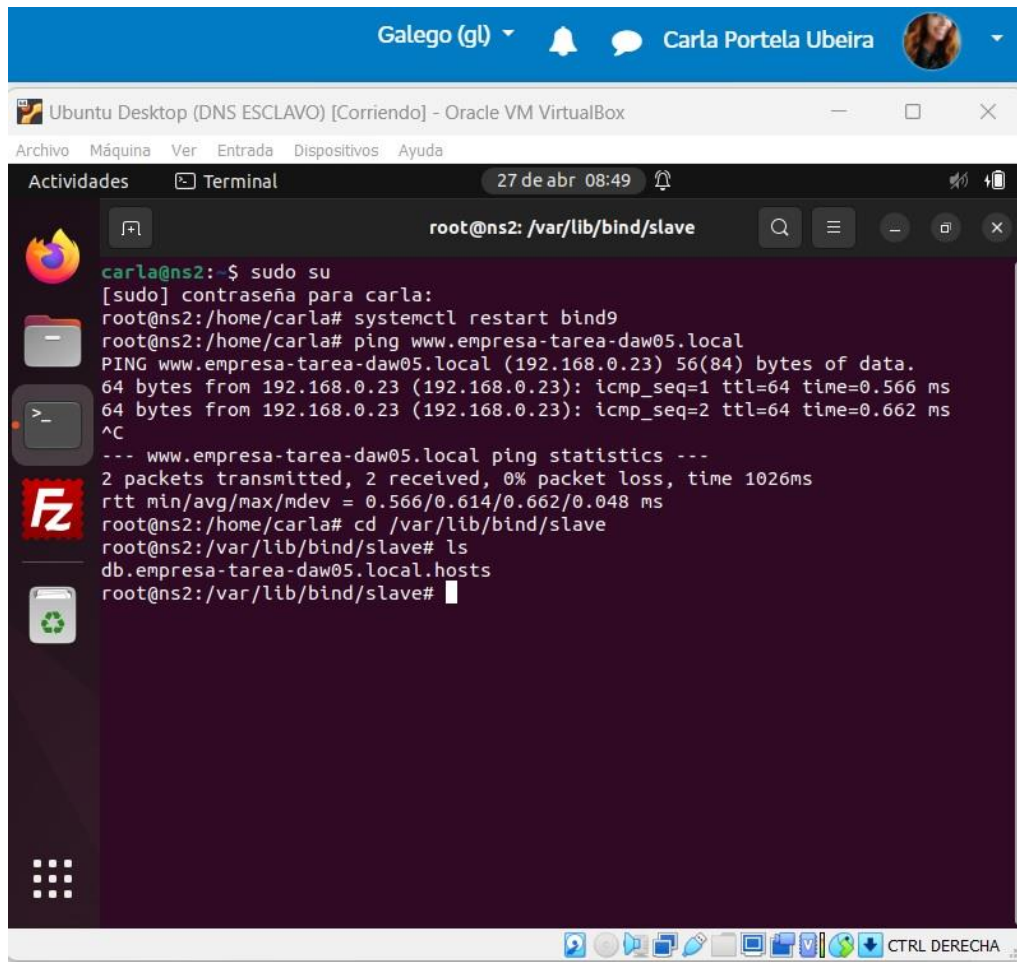 Galego (gl)
Carla Portela Ubeira
Ubuntu Desktop (DNS ESCLAVO) [Corriendo] - Oracle VM VirtualBox
Archivo Máquina Ver Entrada Dispositivos Ayuda
Actividades Terminal 27 de abr 08:49
root@ns2: /var/lib/bind/slave
carla@ns2:~$ sudo su
[sudo] contraseña para carla:
root@ns2:/home/carla# systemctl restart bind9
root@ns2:/home/carla# ping www.empresa-tarea-daw05.local
PING www.empresa-tarea-daw05.local (192.168.0.23) 56(84) bytes of data.
64 bytes from 192.168.0.23 (192.168.0.23): icmp_seq=1 ttl=64 time=0.566 ms
64 bytes from 192.168.0.23 (192.168.0.23): icmp_seq=2 ttl=64 time=0.662 ms
^C
--- www.empresa-tarea-daw05.local ping statistics ---
2 packets transmitted, 2 received, 0% packet loss, time 1026ms
rtt min/avg/max/mdev = 0.566/0.614/0.662/0.048 ms
root@ns2:/home/carla# cd /var/lib/bind/slave
root@ns2:/var/lib/bind/slave# ls
db.empresa-tarea-daw05.local.hosts
root@ns2:/var/lib/bind/slave#
Fz
CTRL DERECHA